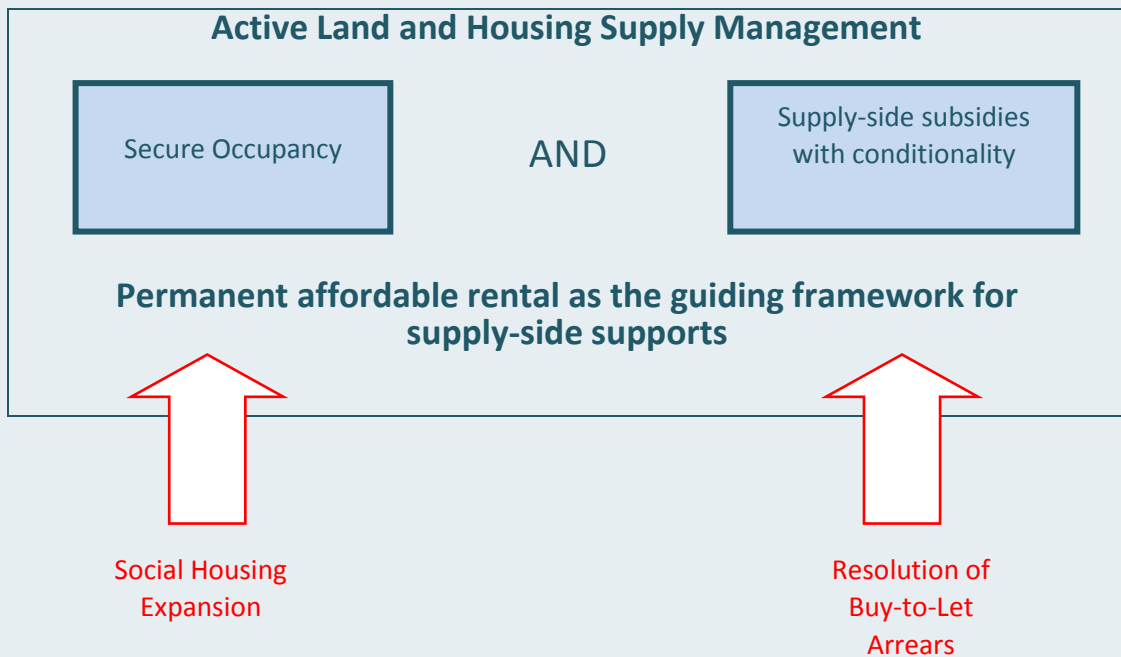 Active Land and Housing Supply Management
Secure Occupancy
AND
Supply-side subsidies
with conditionality
Permanent affordable rental as the guiding framework for
supply-side supports
Social Housing
Expansion
Resolution of
Buy-to-Let
Arrears